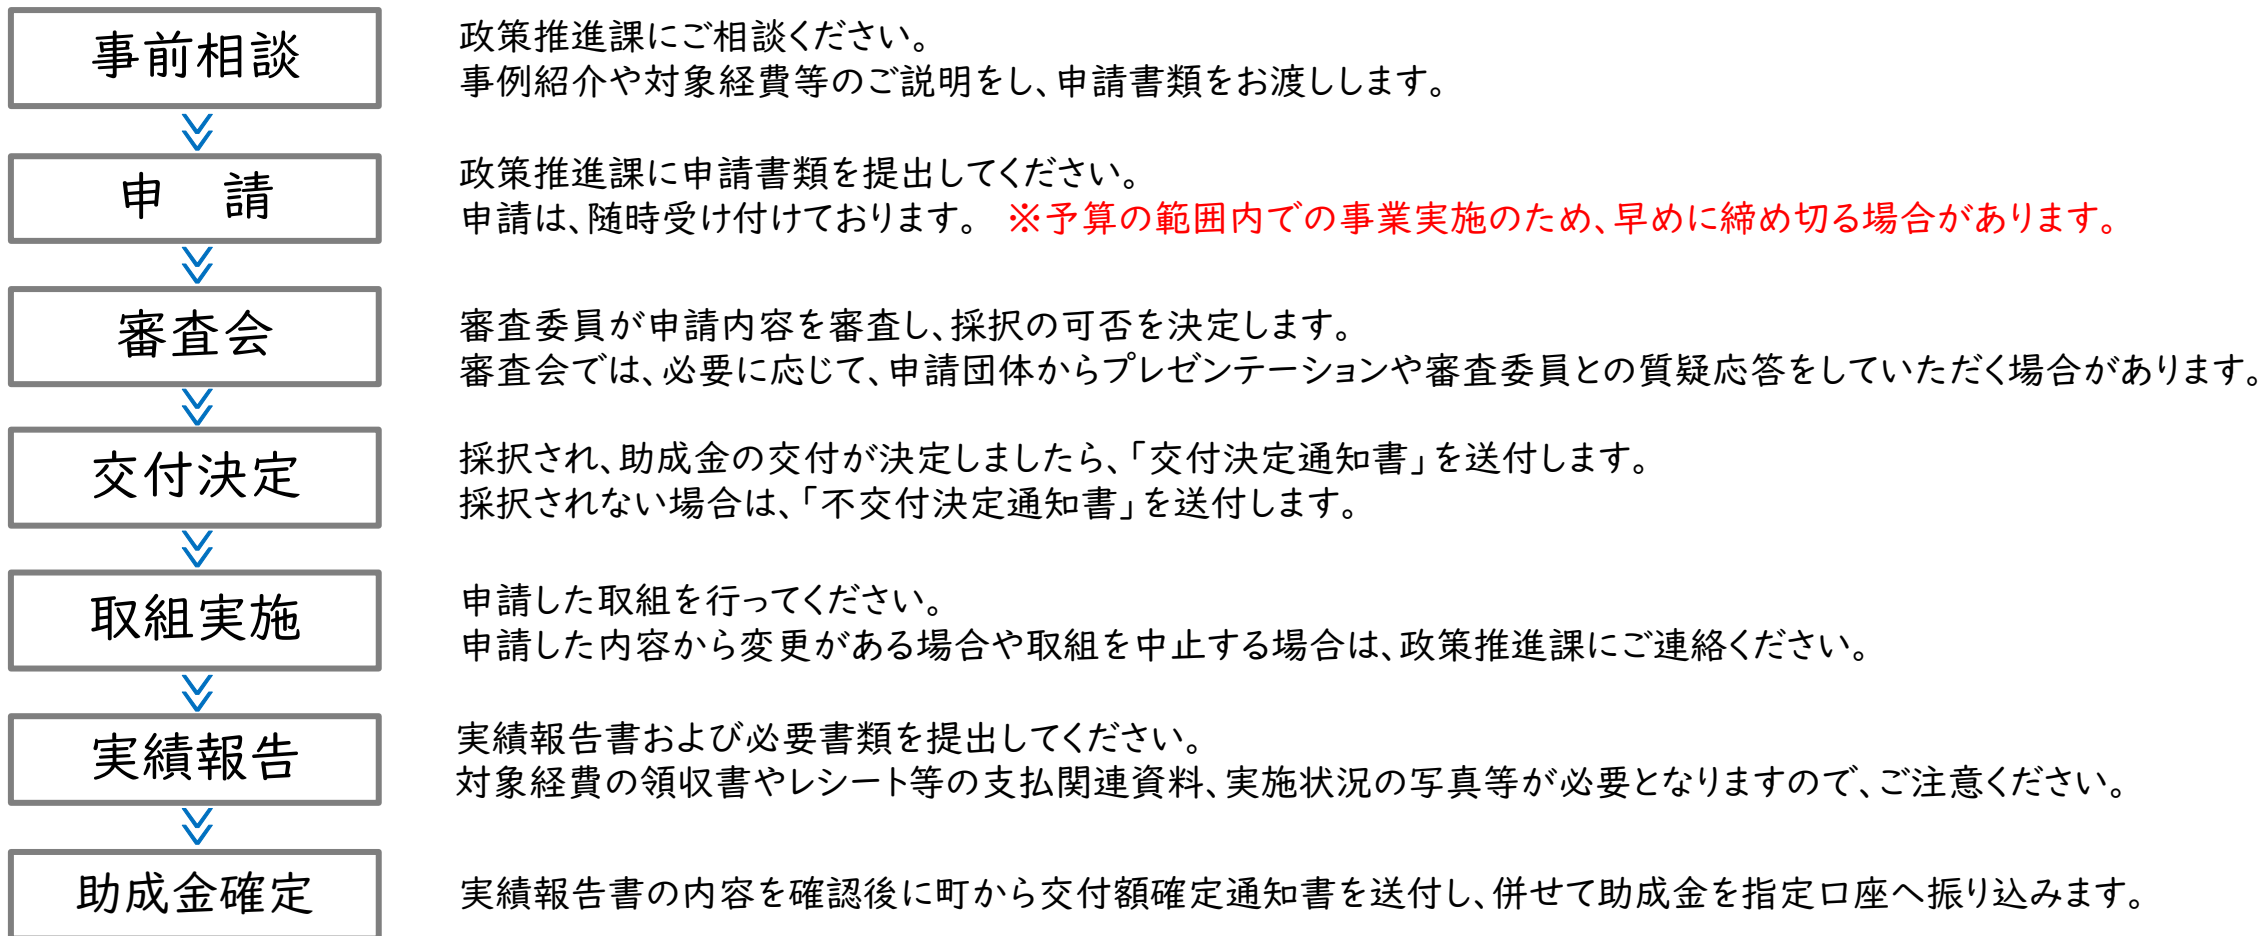 事前相談
政策推進課にご相談ください。
事例紹介や対象経費等のご説明をし、申請書類をお渡しします。
申　請
政策推進課に申請書類を提出してください。
申請は、随時受け付けております。 ※予算の範囲内での事業実施のため、早めに締め切る場合があります。
審査会
審査委員が申請内容を審査し、採択の可否を決定します。
審査会では、必要に応じて、申請団体からプレゼンテーションや審査委員との質疑応答をしていただく場合があります。
交付決定
採択され、助成金の交付が決定しましたら、「交付決定通知書」を送付します。
採択されない場合は、「不交付決定通知書」を送付します。
取組実施
申請した取組を行ってください。
申請した内容から変更がある場合や取組を中止する場合は、政策推進課にご連絡ください。
実績報告
実績報告書および必要書類を提出してください。
対象経費の領収書やレシート等の支払関連資料、実施状況の写真等が必要となりますので、ご注意ください。
助成金確定
実績報告書の内容を確認後に町から交付額確定通知書を送付し、併せて助成金を指定口座へ振り込みます。